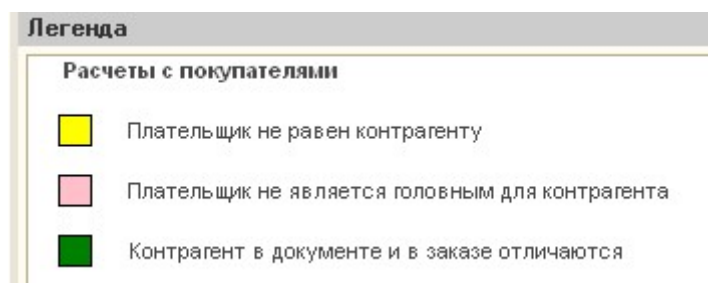 Легенда
Расчеты с покупателями
Плательщик не равен контрагенту
Плательщик не является головным для контрагента
Контрагент в документе и в заказе отличаются